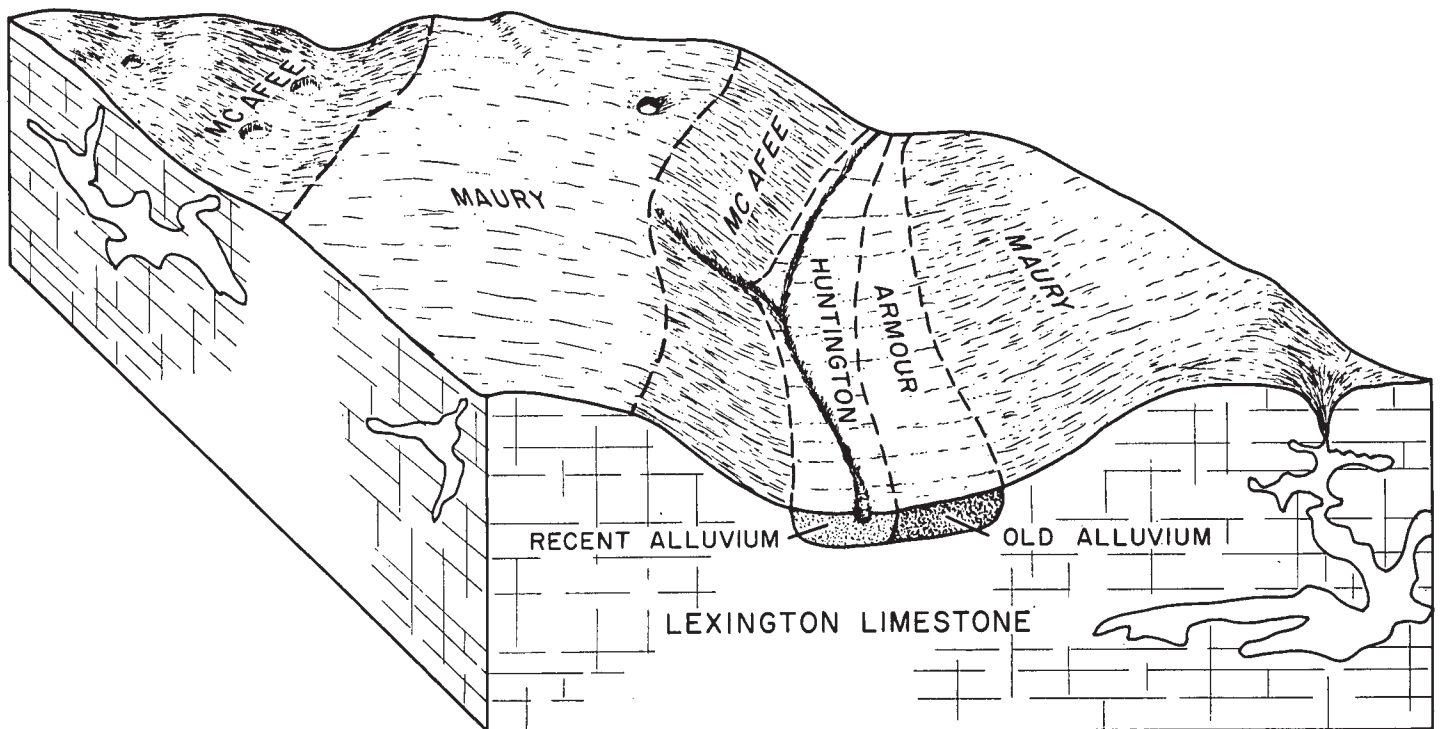 MC AFEE
MAURY
MC AFEE
HUNTINGTON
ARMOUR
MAURY
RECENT ALLUVIUM
OLD ALLUVIUM
LEXINGTON LIMESTONE